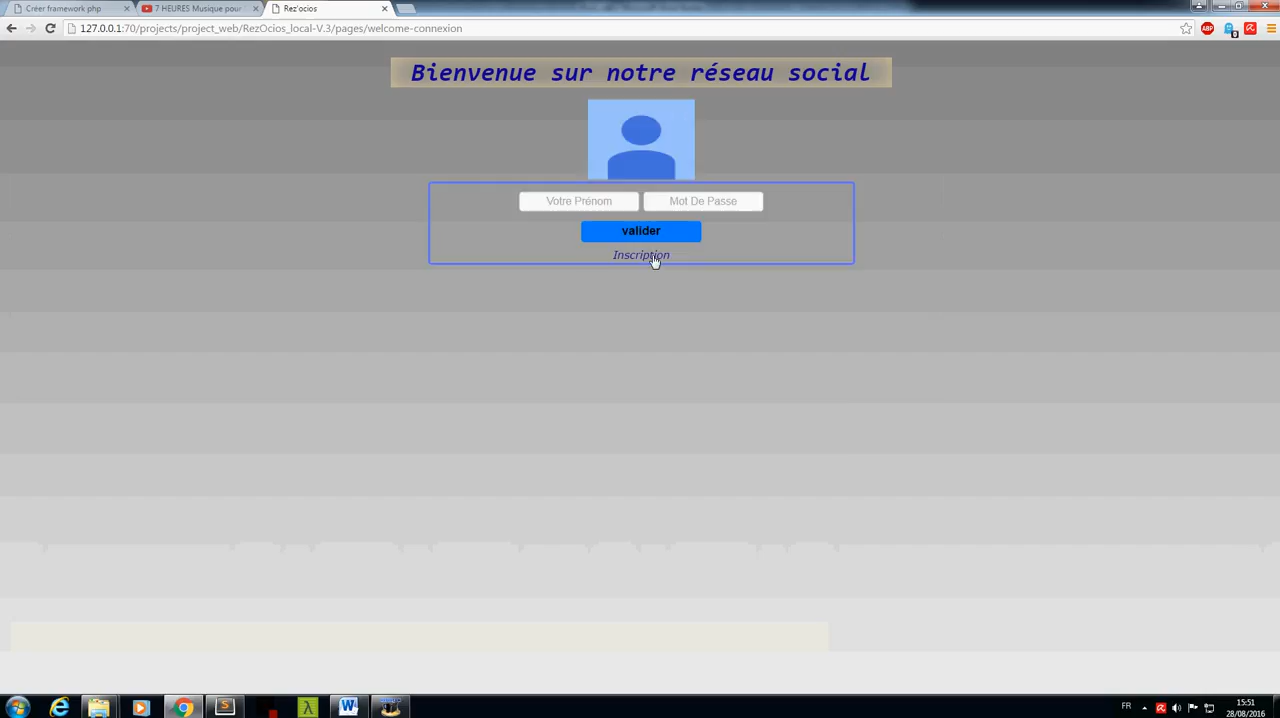 Créer framework php
7 HEURES Musique pour
Rez'ocios
127.0.0.1:70/projects/project_web/RezOcios_local-V.3/pages/welcome-connexion
ABP
Bienvenue sur notre réseau social
Votre Prénom
Mot De Passe
valider
Inscription
FR
15:51
28/08/2016